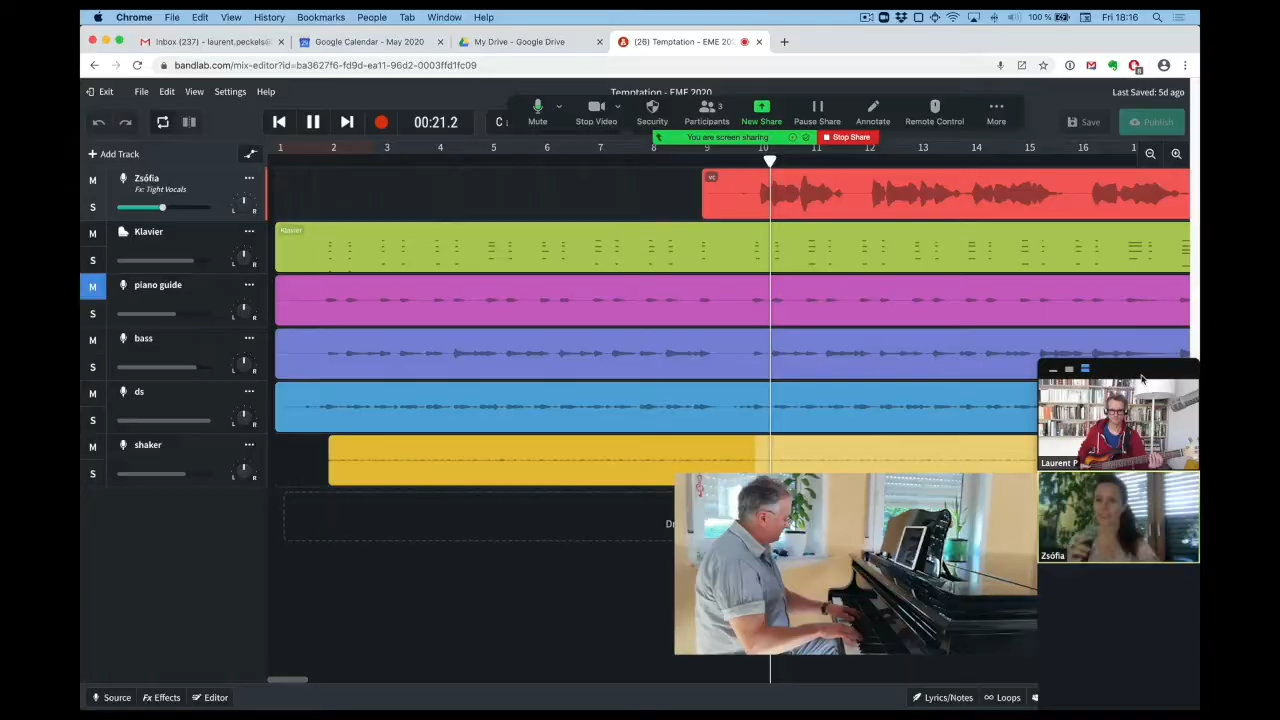 Chrome File Edit View History Bookmarks People Tab Window Help 100 % Fri 18:16
Inbox (237) - laurent.peckels@ Google Calendar - May 2020 My Drive - Google Drive (26) Temptation - EME 20
bandlab.com/mix-editor?id=ba3627f6-fd9d-ea11-96d2-0003ffd1fc09
Exit File Edit View Settings Help Temptation - EME 2020 Last Saved: 5d ago
00:21.2 C Mute Stop Video Security Participants 3 New Share Pause Share Annotate Remote Control More Save Publish
You are screen sharing Stop Share
Add Track 1 2 3 4 5 6 7 8 9 10 11 12 13 14 15 16
M Zsófia vc
Fx: Tight Vocals
S L R
M Klavier Klavier
S L R
M piano guide
S L R
M bass
S L R
M ds
S L R
M shaker
S L R
Laurent P
Dr
Zsófia
Source Fx Effects Editor Lyrics/Notes Loops